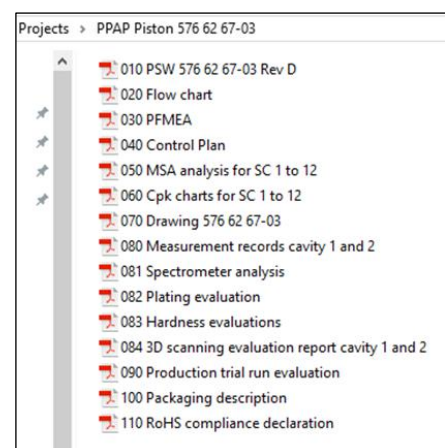 Projects > PPAP Piston 576 62 67-03
010 PSW 576 62 67-03 Rev D
020 Flow chart
030 PFMEA
040 Control Plan
050 MSA analysis for SC 1 to 12
060 Cpk charts for SC 1 to 12
070 Drawing 576 62 67-03
080 Measurement records cavity 1 and 2
081 Spectrometer analysis
082 Plating evaluation
083 Hardness evaluations
084 3D scanning evaluation report cavity 1 and 2
090 Production trial run evaluation
100 Packaging description
110 RoHS compliance declaration